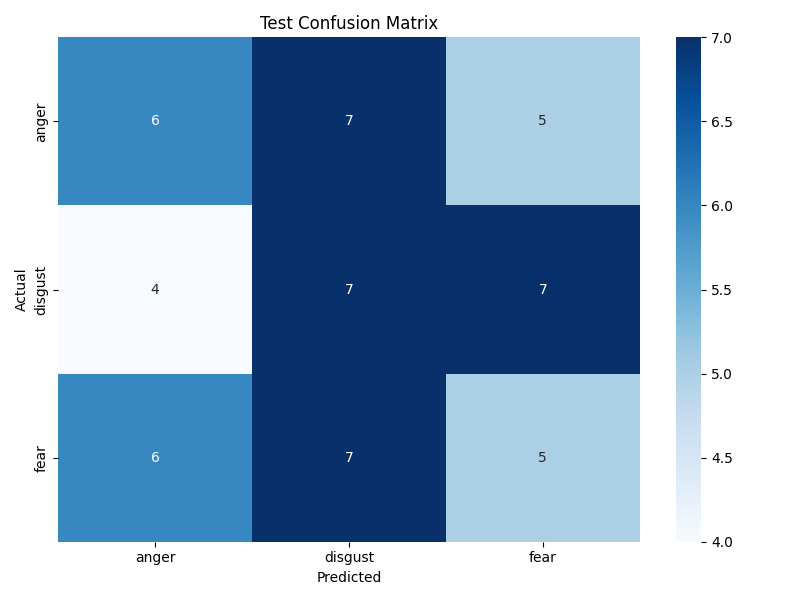 Test Confusion Matrix
Actual
anger
disgust
fear
6 7 5
4 7 7
6 7 5
anger disgust fear
Predicted
7.0
6.5
6.0
5.5
5.0
4.5
4.0